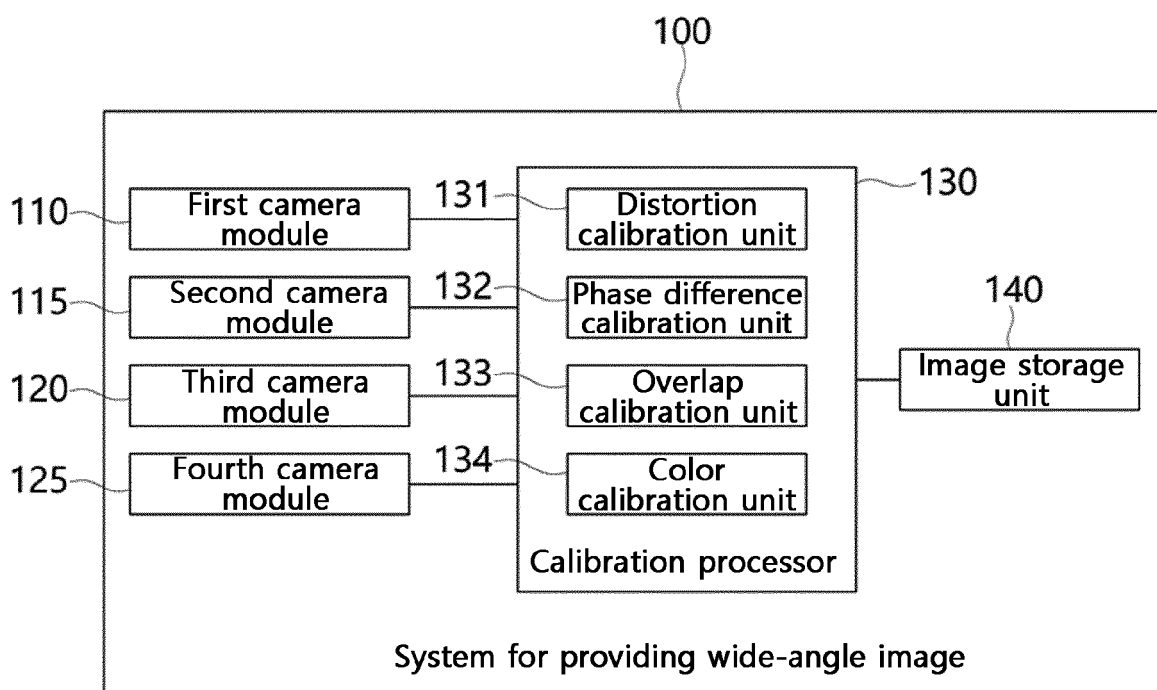 100
110
First camera
module
131
Distortion
calibration unit
130
115
Second camera
module
132
Phase difference
calibration unit
140
Image storage
unit
120
Third camera
module
133
Overlap
calibration unit
125
Fourth camera
module
134
Color
calibration unit
Calibration processor
System for providing wide-angle image